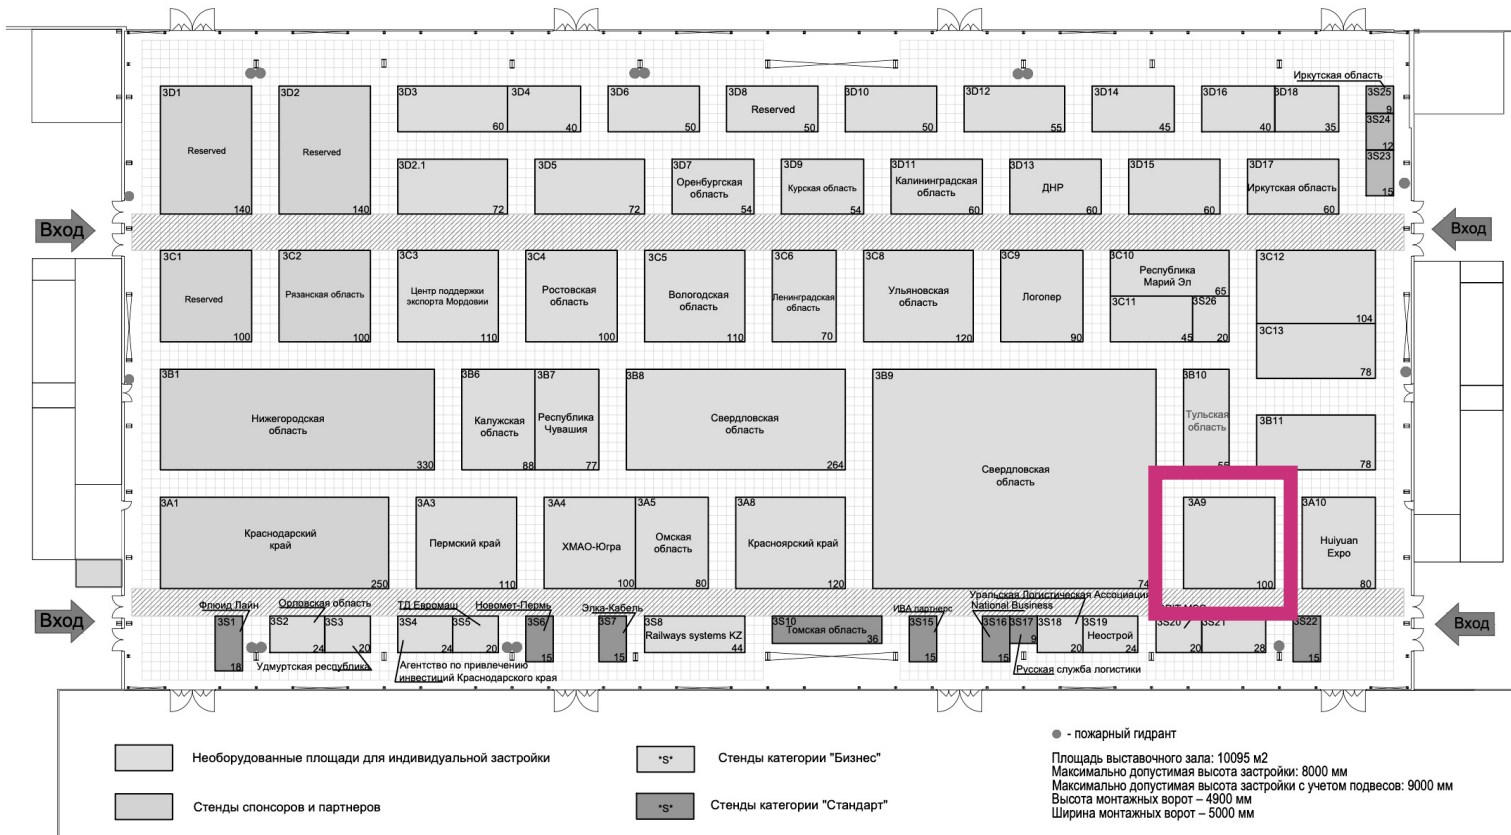 Иркутская область
3D1
Reserved
140
3D2
Reserved
140
3D3
60
3D4
40
3D6
50
3D8
Reserved
50
3D10
50
3D12
55
3D14
45
3D16
40
3D18
35
3S25
9
3S24
12
3S23
15
3D2.1
72
3D5
72
3D7
Оренбургская
область
54
3D9
Курская область
54
3D11
Калининградская
область
60
3D13
ДНР
60
3D15
60
3D17
Иркутская область
60
Вход
Вход
3C1
Reserved
100
3C2
Рязанская область
100
3C3
Центр поддержки
экспорта Мордовии
110
3C4
Ростовская
область
100
3C5
Вологодская
область
110
3C6
Ленинградская
область
70
3C8
Ульяновская
область
120
3C9
Логопер
90
3C10
Республика
Марий Эл
65
3C11
45
3S26
20
3C12
104
3C13
78
3B1
Нижегородская
область
330
3B6
Калужская
область
88
3B7
Республика
Чувашия
77
3B8
Свердловская
область
264
3B9
Свердловская
область
74
3B10
Тульская
область
3B11
78
3A1
Краснодарский
край
250
3A3
Пермский край
110
3A4
ХМАО-Югра
100
3A5
Омская
область
80
3A8
Красноярский край
120
3A9
100
3A10
Huiyuan
Expo
80
Вход
Вход
Флюид Лайн
Орловская область
ТД Евромаш
Новомет-Пермь
Элка-Кабель
ИВА партнерс
Уральская Логистическая Ассоциация
National Business
3S1
18
3S2
24
3S3
20
3S4
24
3S5
20
3S6
15
3S7
15
3S8
Railways systems KZ
44
3S10
Томская область
36
3S15
15
3S16
15
3S17
9
3S18
20
3S19
Неострой
24
3S20
20
3S21
28
3S22
15
Удмуртская республика
Агентство по привлечению
инвестиций Краснодарского края
Русская служба логистики
Необорудованные площади для индивидуальной застройки
Стенды спонсоров и партнеров
*S*
Стенды категории "Бизнес"
*S*
Стенды категории "Стандарт"
- пожарный гидрант
Площадь выставочного зала: 10095 м2
Максимально допустимая высота застройки: 8000 мм
Максимально допустимая высота застройки с учетом подвесов: 9000 мм
Высота монтажных ворот – 4900 мм
Ширина монтажных ворот – 5000 мм